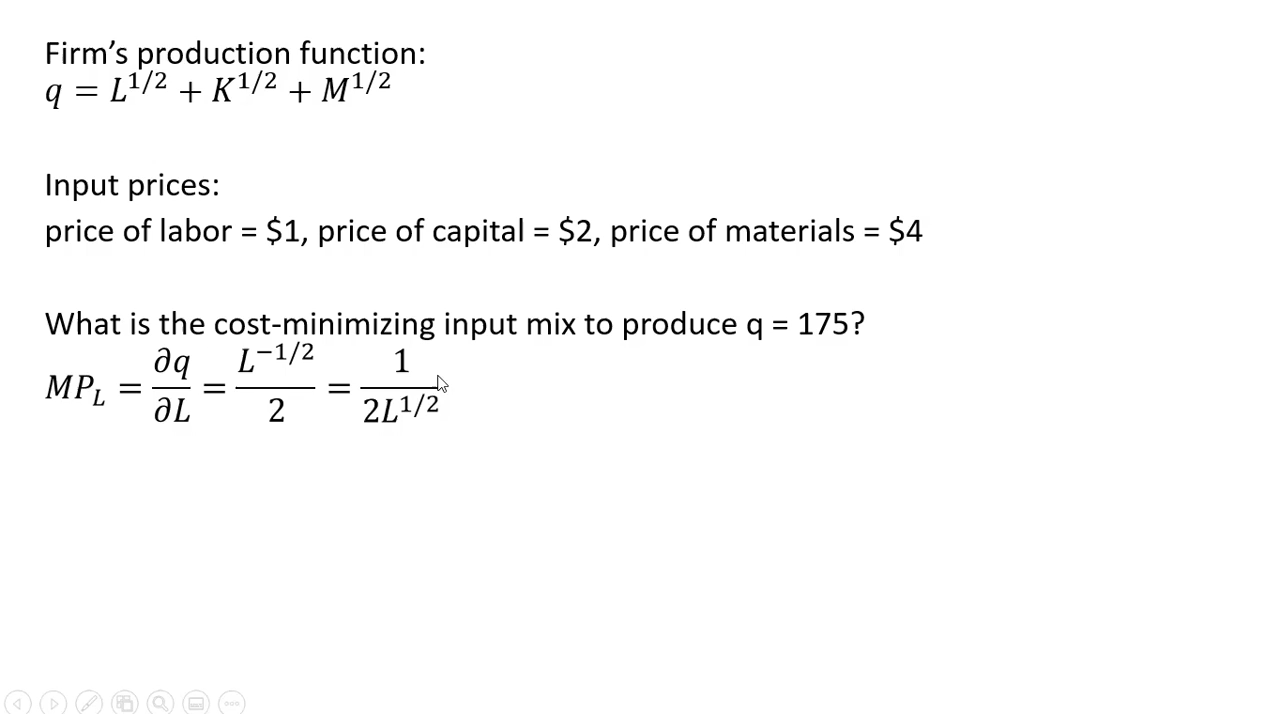 Firm’s production function:
q = L^{1/2} + K^{1/2} + M^{1/2}
Input prices:
price of labor = $1, price of capital = $2, price of materials = $4
What is the cost-minimizing input mix to produce q = 175?
MP_L = ∂q/∂L = L^{-1/2}/2 = 1/(2L^{1/2})